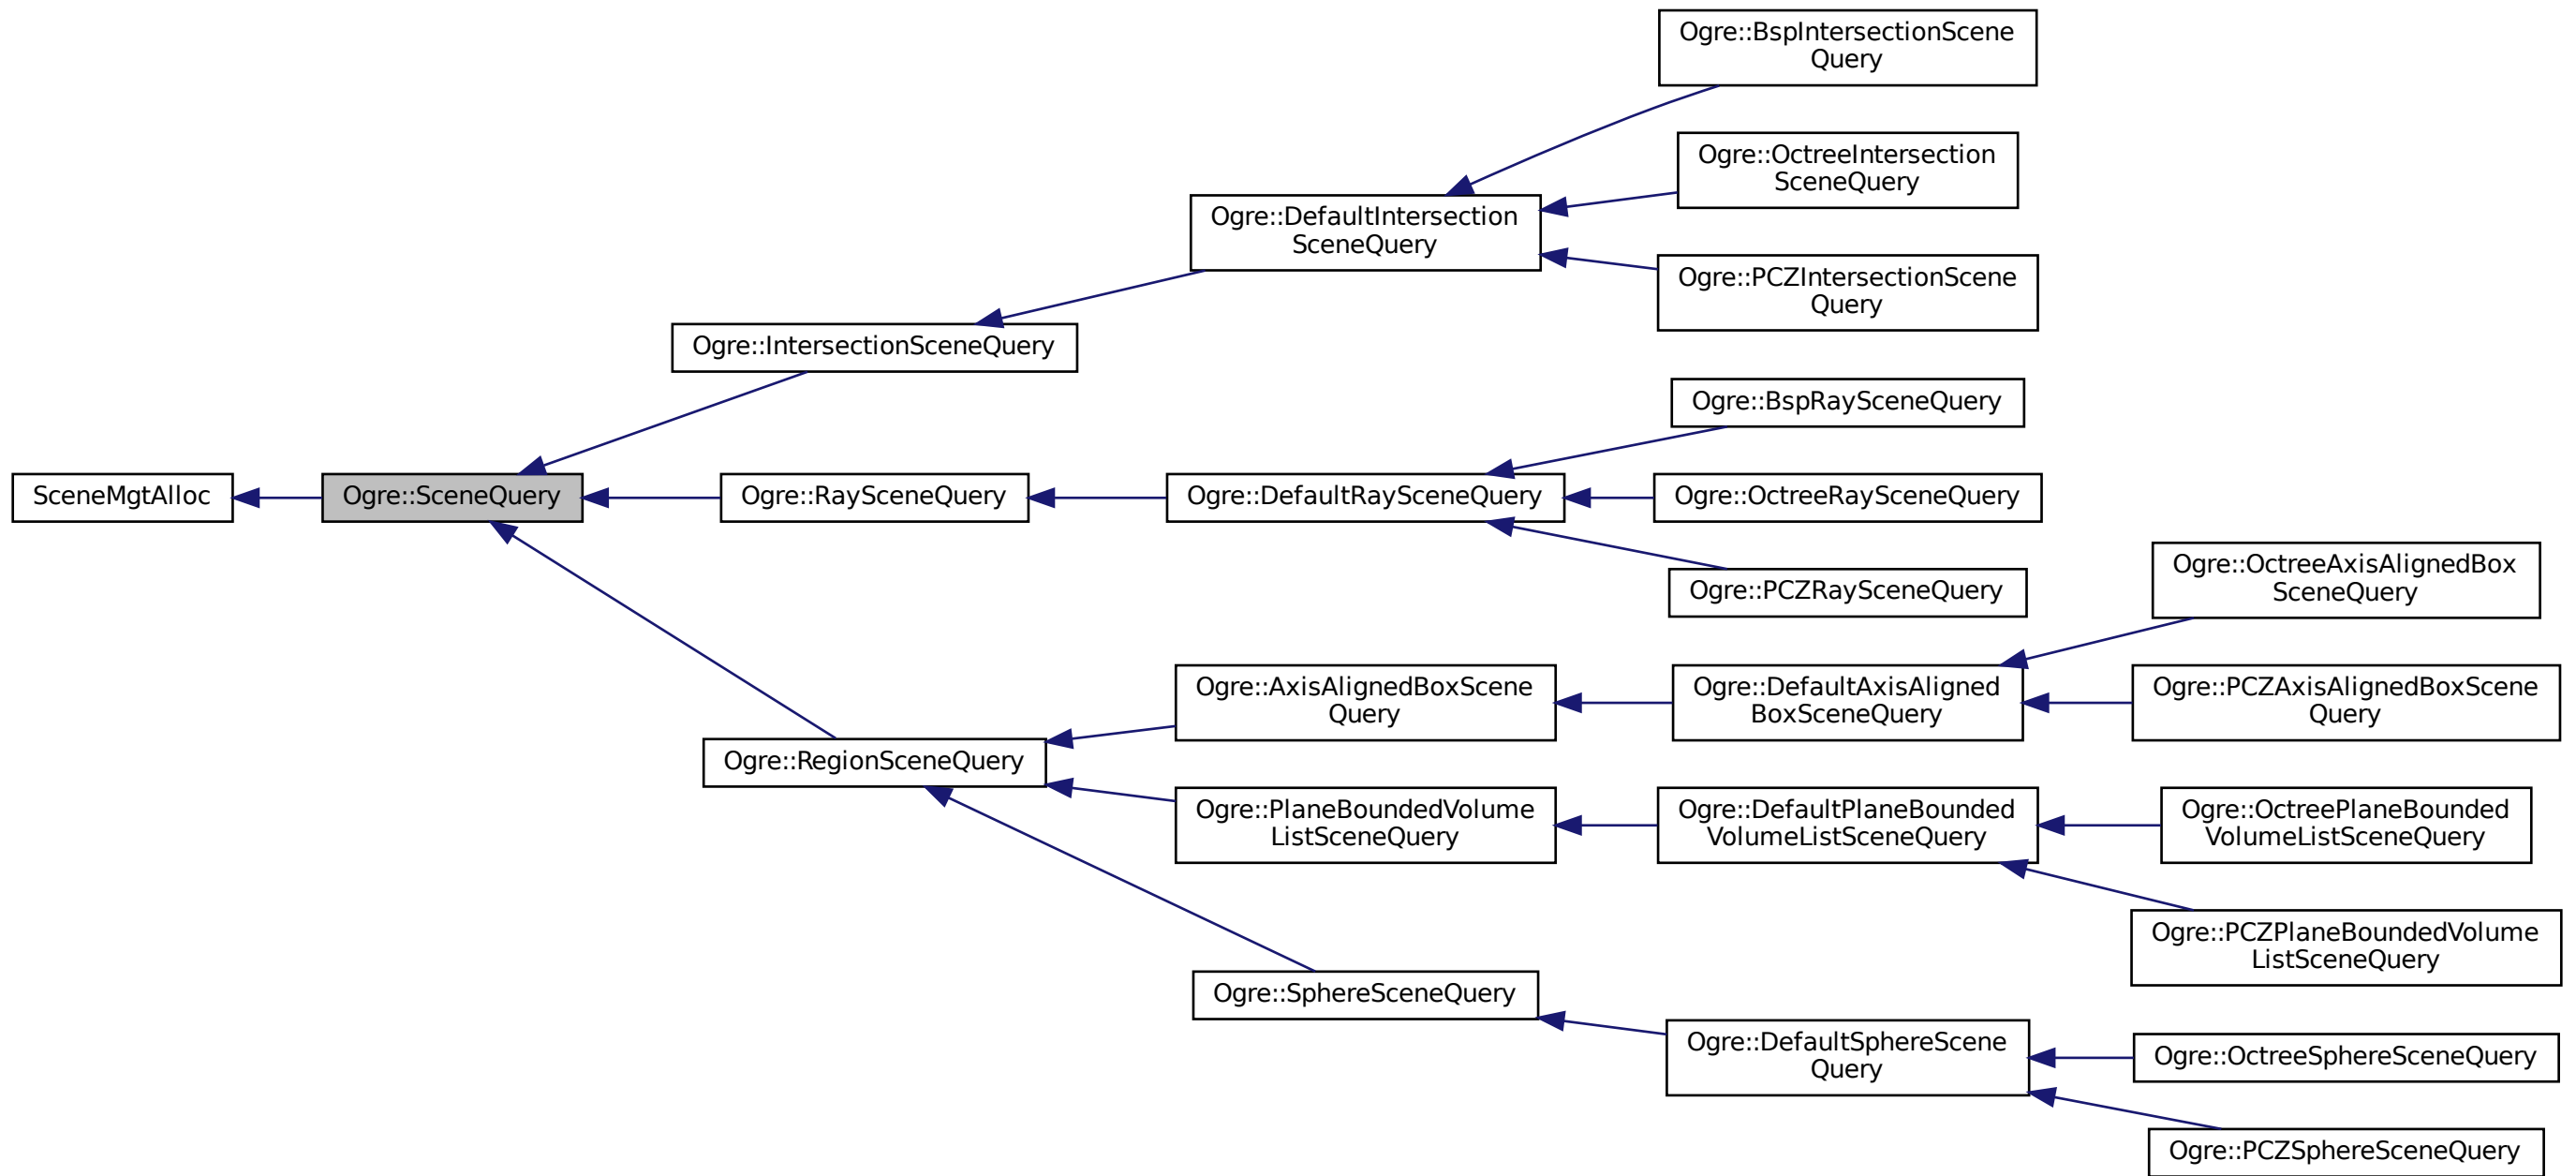 Ogre::BspIntersectionScene
Query
Ogre::OctreeIntersection
SceneQuery
Ogre::DefaultIntersection
SceneQuery
Ogre::PCZIntersectionScene
Query
Ogre::IntersectionSceneQuery
Ogre::BspRaySceneQuery
SceneMgtAlloc
Ogre::SceneQuery
Ogre::RaySceneQuery
Ogre::DefaultRaySceneQuery
Ogre::OctreeRaySceneQuery
Ogre::PCZRaySceneQuery
Ogre::OctreeAxisAlignedBox
SceneQuery
Ogre::AxisAlignedBoxScene
Query
Ogre::DefaultAxisAligned
BoxSceneQuery
Ogre::PCZAxisAlignedBoxScene
Query
Ogre::RegionSceneQuery
Ogre::PlaneBoundedVolume
ListSceneQuery
Ogre::DefaultPlaneBounded
VolumeListSceneQuery
Ogre::OctreePlaneBounded
VolumeListSceneQuery
Ogre::PCZPlaneBoundedVolume
ListSceneQuery
Ogre::SphereSceneQuery
Ogre::DefaultSphereScene
Query
Ogre::OctreeSphereSceneQuery
Ogre::PCZSphereSceneQuery